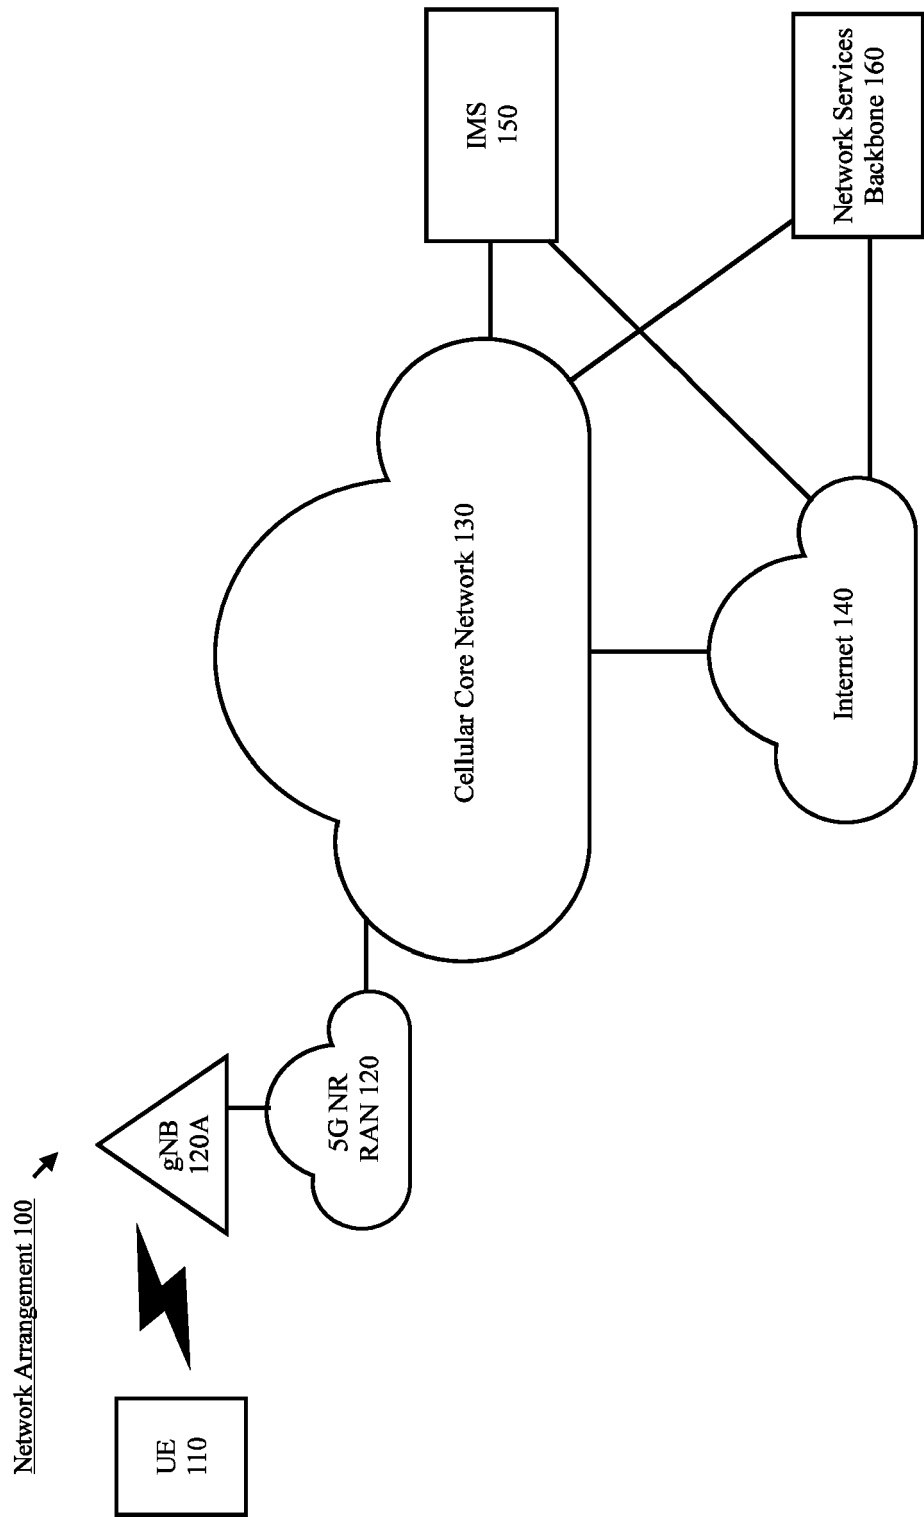 Network Arrangement 100
UE
110
gNB
120A
5G NR
RAN 120
Cellular Core Network 130
Internet 140
IMS
150
Network Services
Backbone 160